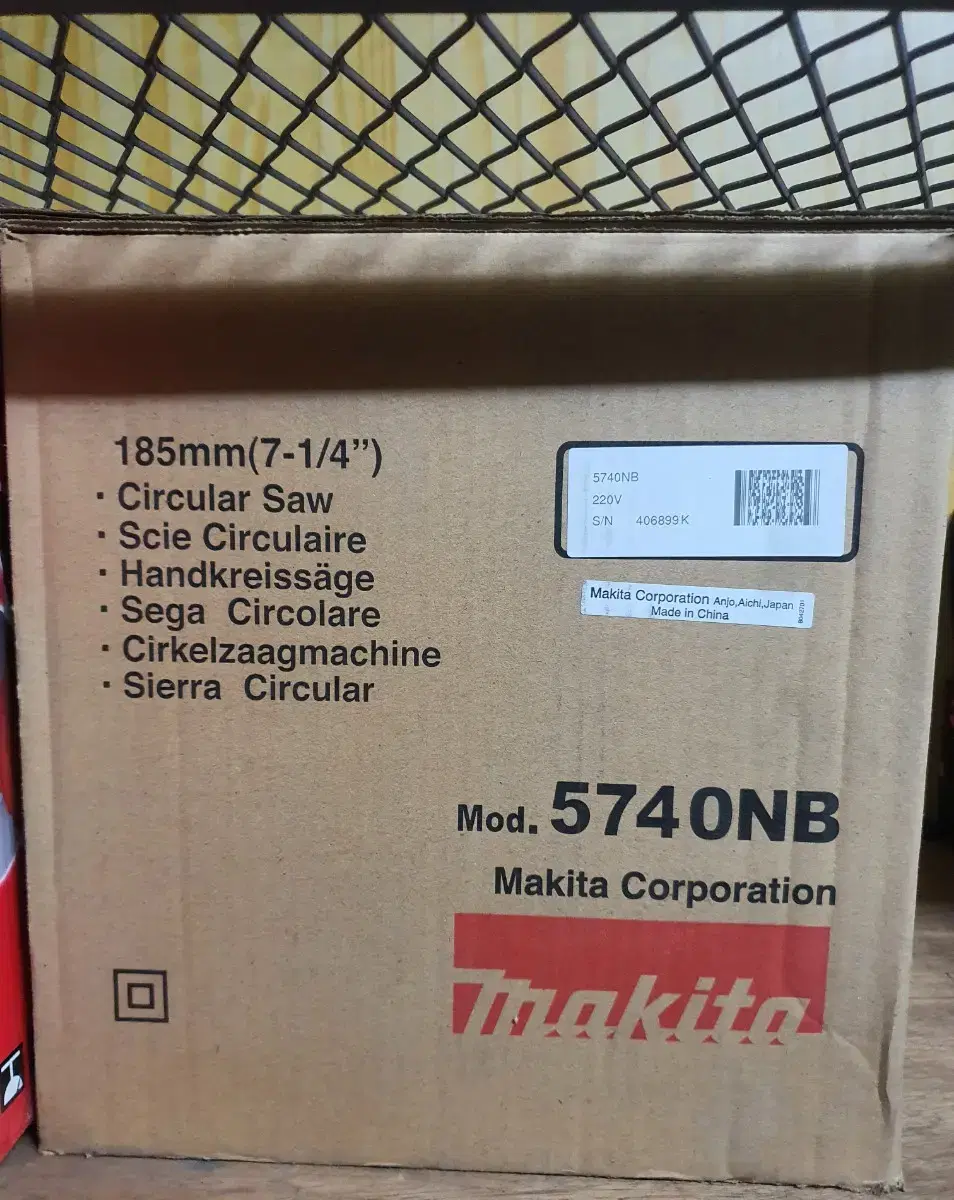 185mm(7-1/4”)
· Circular Saw
· Scie Circulaire
· Handkreissäge
· Sega Circolare
· Cirkelzaagmachine
· Sierra Circular
5740NB
220V
S/N 406899K
Makita Corporation Anjo,Aichi,Japan
Made in China
Mod. 5740NB
Makita Corporation
makita